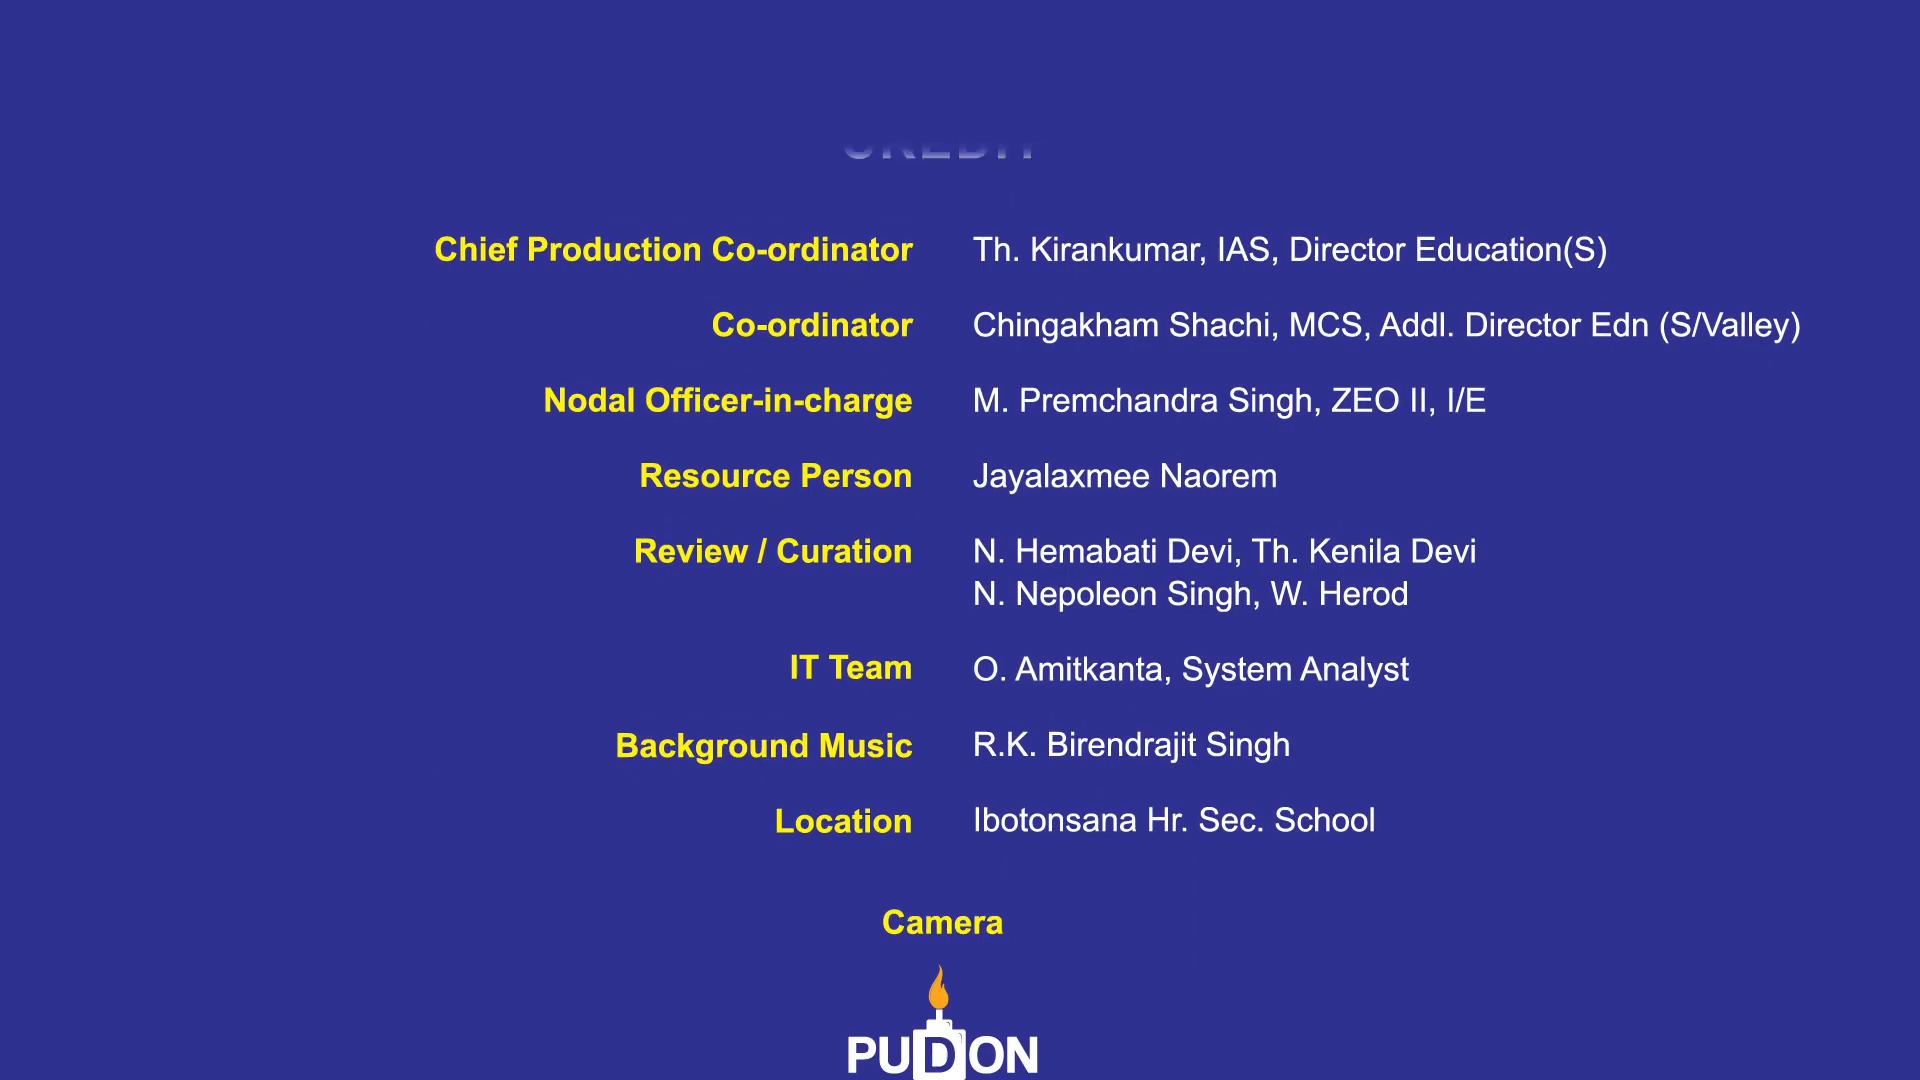 CREDIT
Chief Production Co-ordinator Th. Kirankumar, IAS, Director Education(S)
Co-ordinator Chingakham Shachi, MCS, Addl. Director Edn (S/Valley)
Nodal Officer-in-charge M. Premchandra Singh, ZEO II, I/E
Resource Person Jayalaxmee Naorem
Review / Curation N. Hemabati Devi, Th. Kenila Devi
N. Nepoleon Singh, W. Herod
IT Team O. Amitkanta, System Analyst
Background Music R.K. Birendrajit Singh
Location Ibotonsana Hr. Sec. School
Camera
PUDON